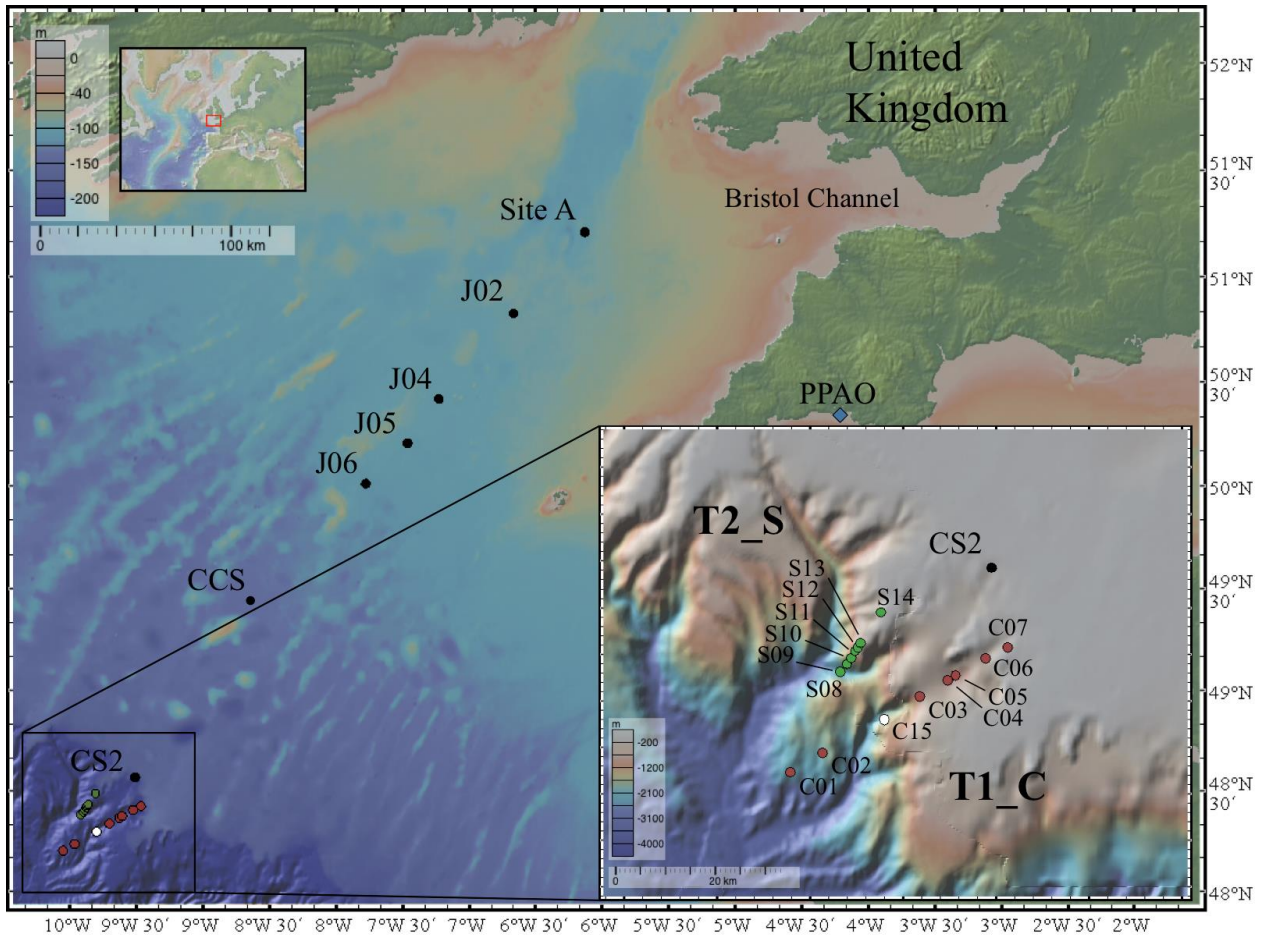 m
0
-40
-100
-150
-200
0 100 km
United
Kingdom
Bristol Channel
Site A
J02
J04
J05
J06
PPAO
CCS
CS2
T2_S
CS2
S13
S12
S11
S10
S09
S08
S14
C07
C06
C05
C04
C03
C15
C02
C01
T1_C
m
-200
-1200
-2100
-3100
-4000
0 20 km
52°N
51°N
30′
51°N
50°N
30′
50°N
49°N
30′
49°N
48°N
30′
48°N
10°W 9°W 30′ 9°W 8°W 30′ 8°W 7°W 30′ 7°W 6°W 30′ 6°W 5°W 30′ 5°W 4°W 30′ 4°W 3°W 30′ 3°W 2°W 30′ 2°W